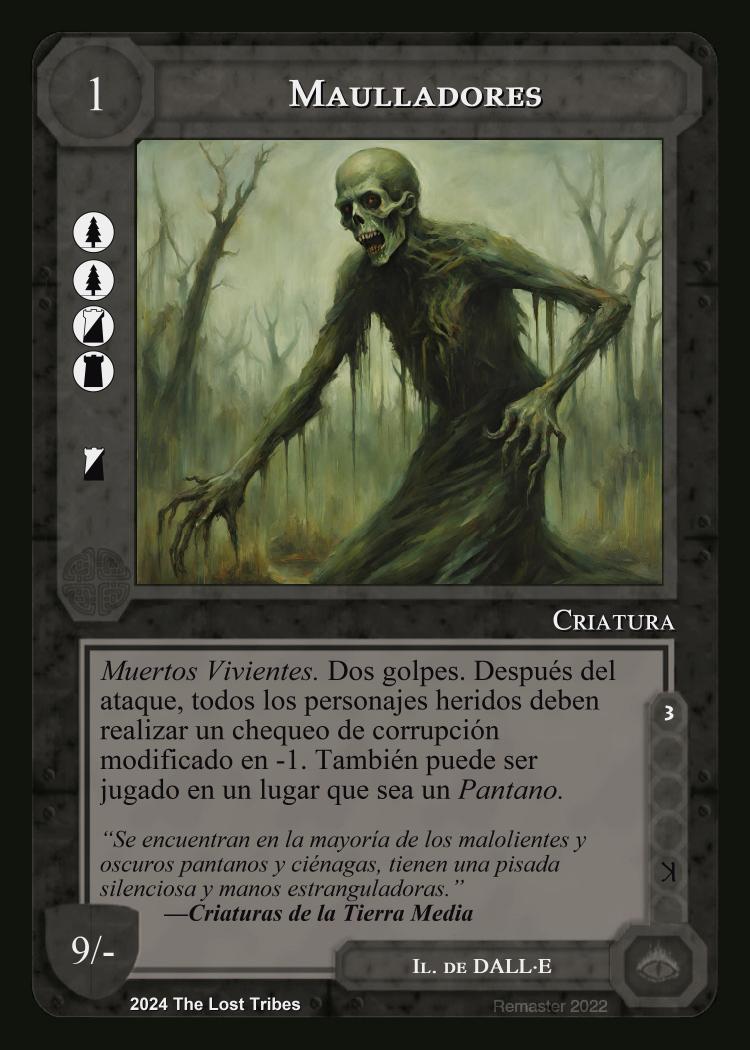 1
Maulladores
Criatura
Muertos Vivientes. Dos golpes. Después del
ataque, todos los personajes heridos deben
realizar un chequeo de corrupción
modificado en -1. También puede ser
jugado en un lugar que sea un Pantano.
3
“Se encuentran en la mayoría de los malolientes y
oscuros pantanos y ciénagas, tienen una pisada
silenciosa y manos estranguladoras.”
—Criaturas de la Tierra Media
9/-
Il. de DALL·E
2024 The Lost Tribes
Remaster 2022